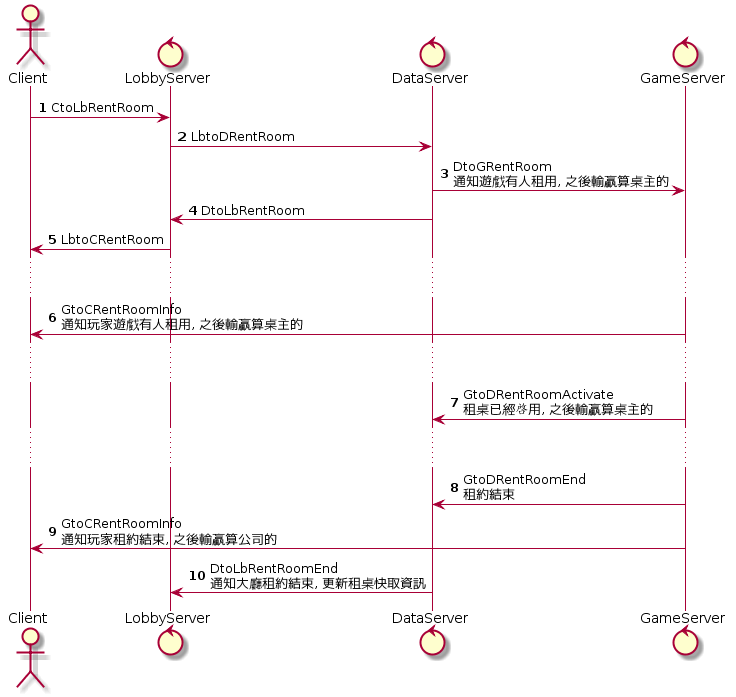 Client
LobbyServer
DataServer
GameServer
1 CtoLbRentRoom
2 LbtoDRentRoom
3 DtoGRentRoom
通知遊戲有人租用, 之後輸贏算桌主的
4 DtoLbRentRoom
5 LbtoCRentRoom
6 GtoCRentRoomInfo
通知玩家遊戲有人租用, 之後輸贏算桌主的
7 GtoDRentRoomActivate
租桌已經啓用, 之後輸贏算桌主的
8 GtoDRentRoomEnd
租約結束
9 GtoCRentRoomInfo
通知玩家租約結束, 之後輸贏算公司的
10 DtoLbRentRoomEnd
通知大廳租約結束, 更新租桌快取資訊
Client
LobbyServer
DataServer
GameServer